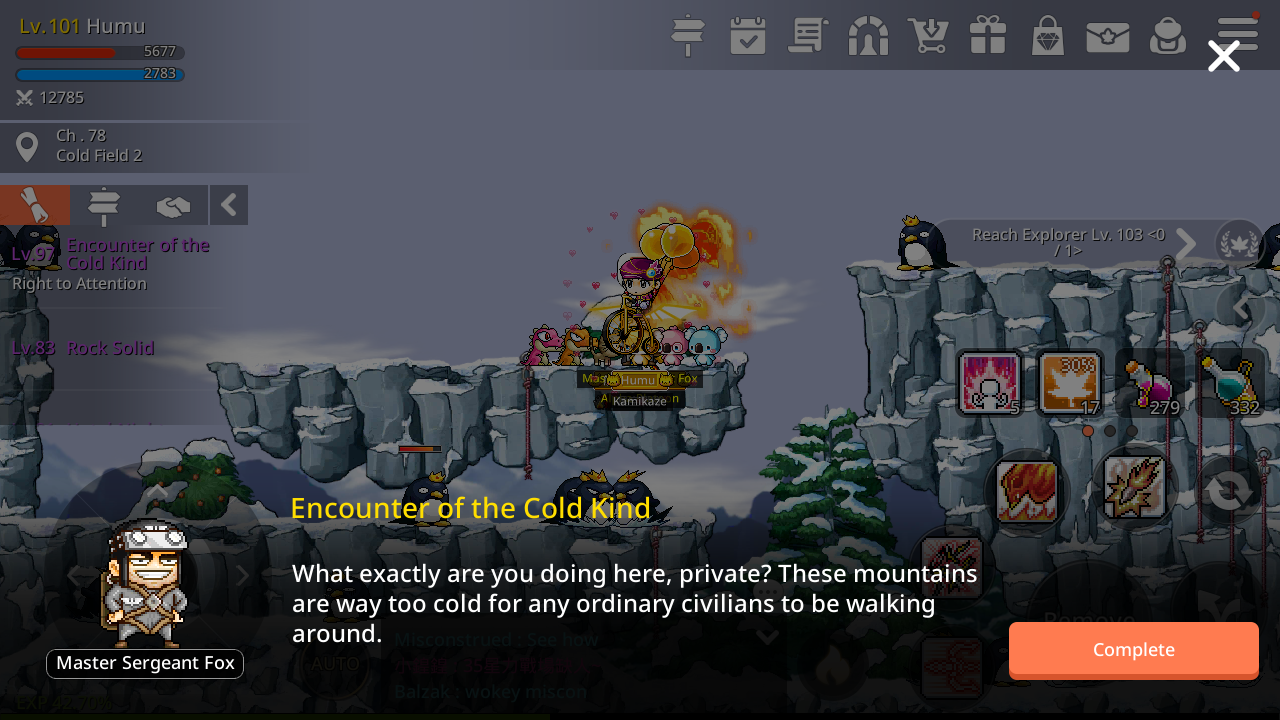 Lv.101 Humu
5677
2783
12785
Ch . 78
Cold Field 2
Lv.97 Encounter of the
Cold Kind
Right to Attention
Lv.83 Rock Solid
Reach Explorer Lv. 103 <0
/ 1>
Fox
Humu
Kamikaze
30%
5
17
279
332
Encounter of the Cold Kind
What exactly are you doing here, private? These mountains
are way too cold for any ordinary civilians to be walking
around.
Master Sergeant Fox
Complete
Remove
AUTO
Misconstrued : See how
Balzak : wokey miscon